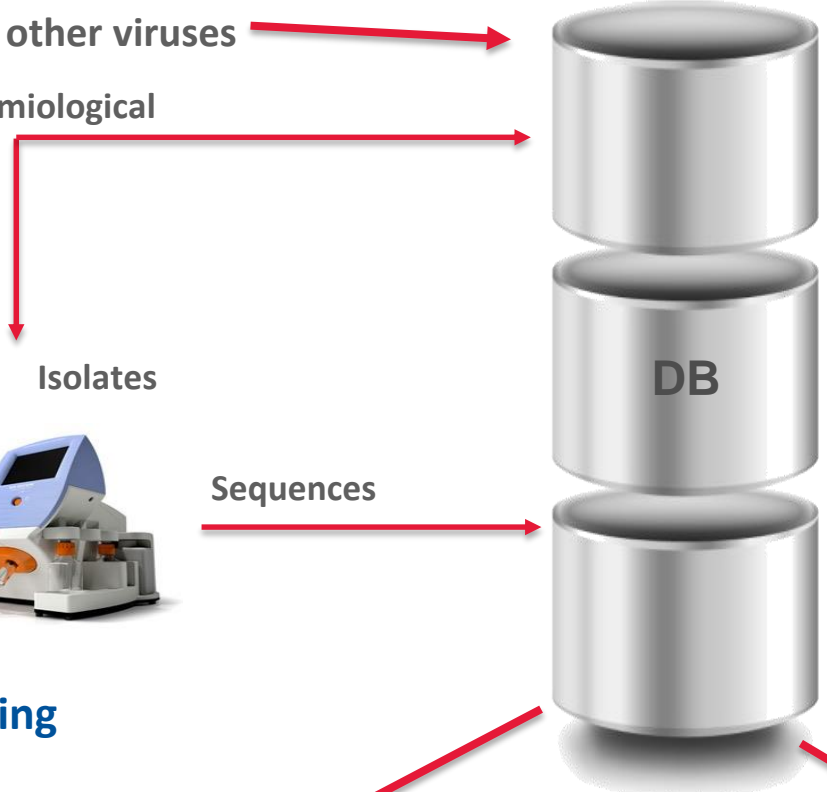 other viruses
miological
Isolates
DB
Sequences
ing